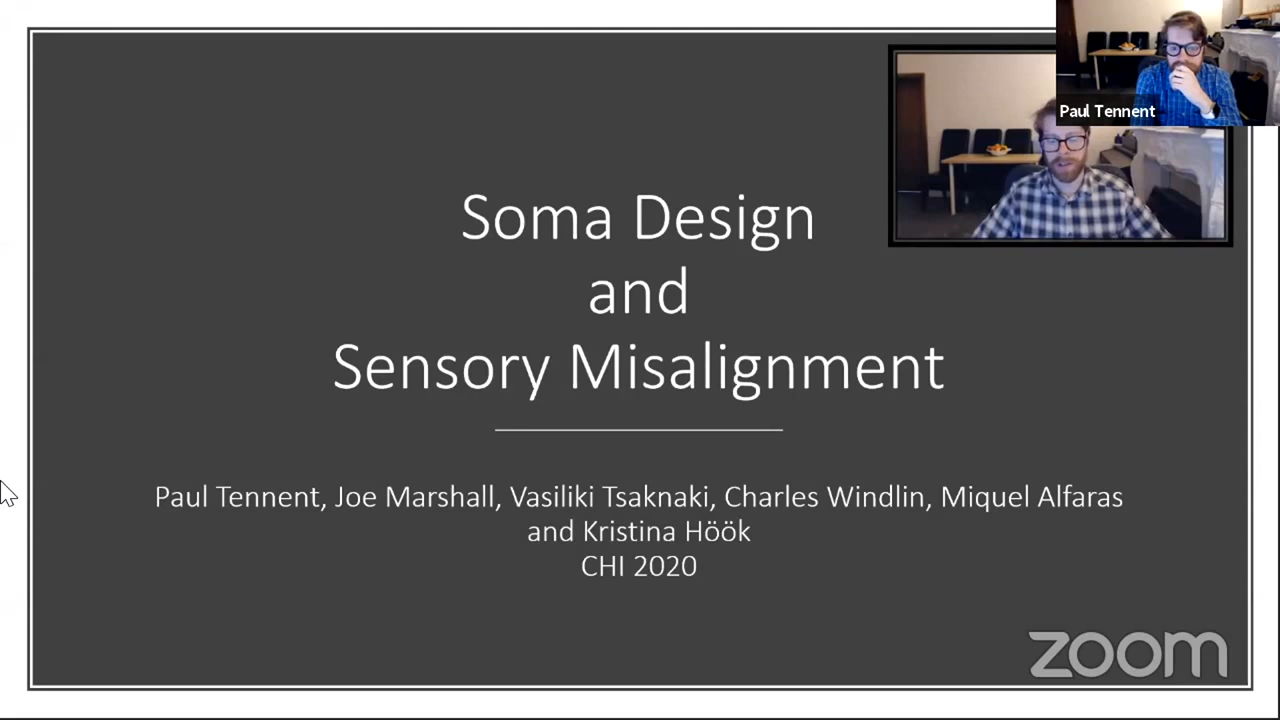 Paul Tennent
Soma Design
and
Sensory Misalignment
Paul Tennent, Joe Marshall, Vasiliki Tsaknaki, Charles Windlin, Miquel Alfaras
and Kristina Höök
CHI 2020
zoom